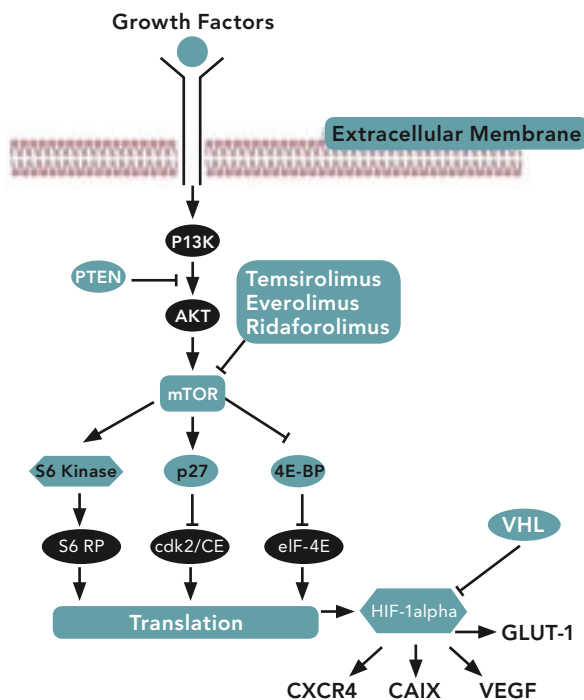 Growth Factors
Extracellular Membrane
P13K
PTEN
Temsirolimus
Everolimus
Ridaforolimus
AKT
mTOR
S6 Kinase
p27
4E-BP
VHL
S6 RP
cdk2/CE
eIF-4E
Translation
HIF-1alpha
GLUT-1
CXCR4
CAIX
VEGF